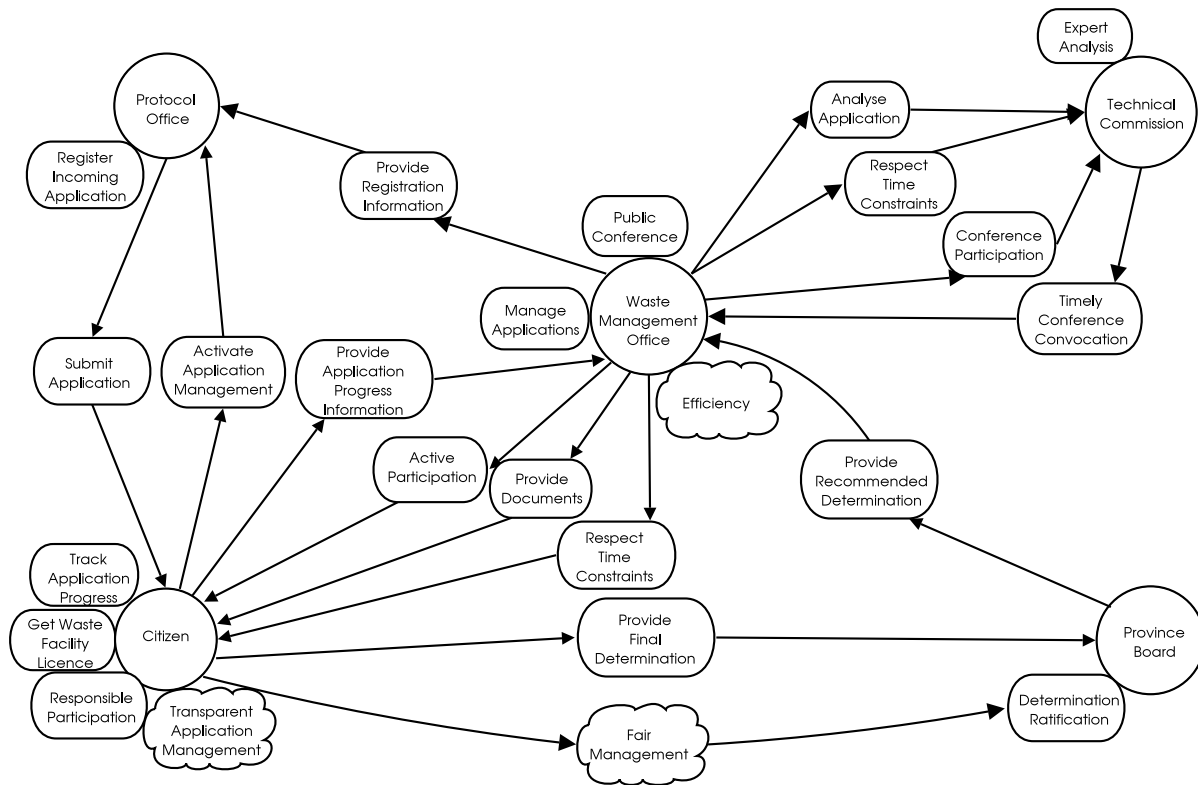 Expert
Analysis
Protocol
Office
Analyse
Application
Technical
Commission
Register
Incoming
Application
Provide
Registration
Information
Respect
Time
Constraints
Public
Conference
Conference
Participation
Manage
Applications
Waste
Management
Office
Timely
Conference
Convocation
Submit
Application
Activate
Application
Management
Provide
Application
Progress
Information
Efficiency
Active
Participation
Provide
Documents
Provide
Recommended
Determination
Respect
Time
Constraints
Track
Application
Progress
Get Waste
Facility
Licence
Citizen
Provide
Final
Determination
Province
Board
Responsible
Participation
Transparent
Application
Management
Fair
Management
Determination
Ratification